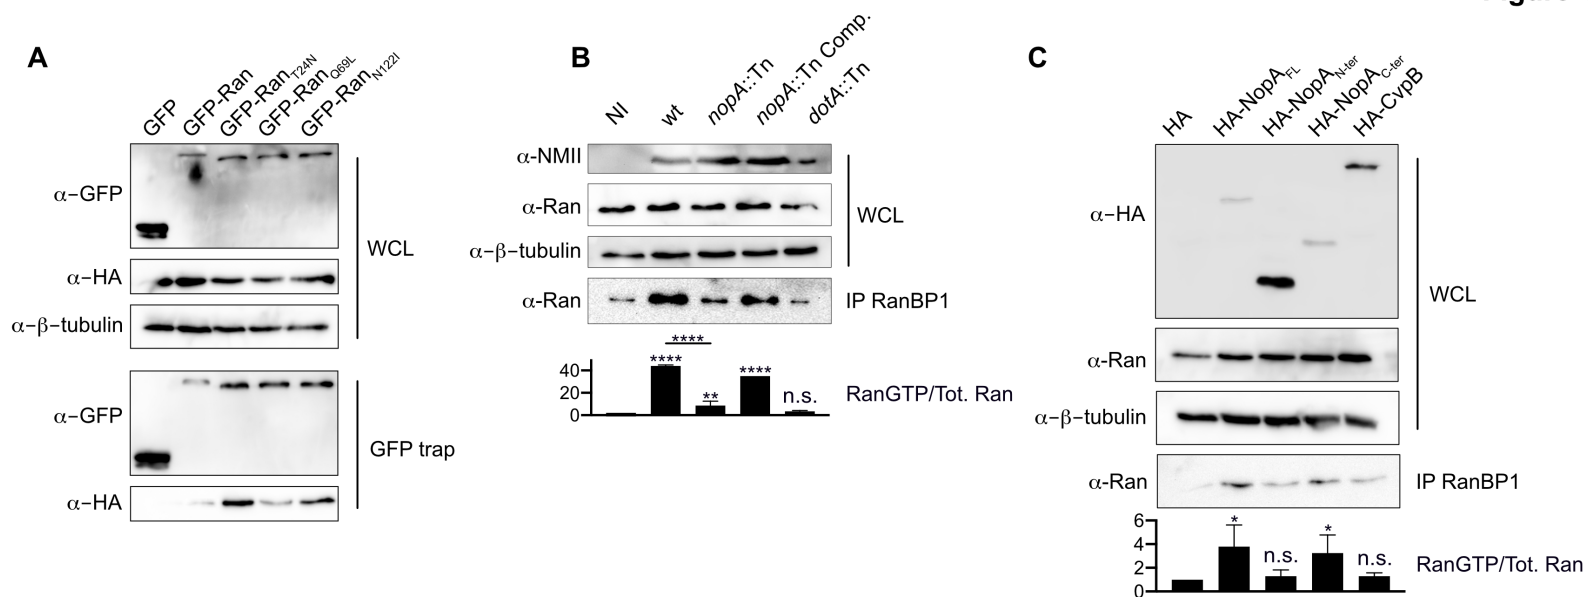 A
GFP
GFP-Ran
GFP-RanT24N
GFP-RanQ69L
GFP-RanN122I
α−GFP
α−HA
α−β−tubulin
WCL
α−GFP
α−HA
GFP trap
B
NI
wt
nopA::Tn
nopA::Tn Comp.
dotA::Tn
α-NMII
α-Ran
α−β−tubulin
WCL
α-Ran
IP RanBP1
****
**** ** **** n.s.
40
20
0
RanGTP/Tot. Ran
C
HA
HA-NopAFL
HA-NopAN-ter
HA-NopAC-ter
HA-CvpB
α−HA
α-Ran
α−β−tubulin
WCL
α-Ran
IP RanBP1
* n.s. * n.s.
6
4
2
0
RanGTP/Tot. Ran